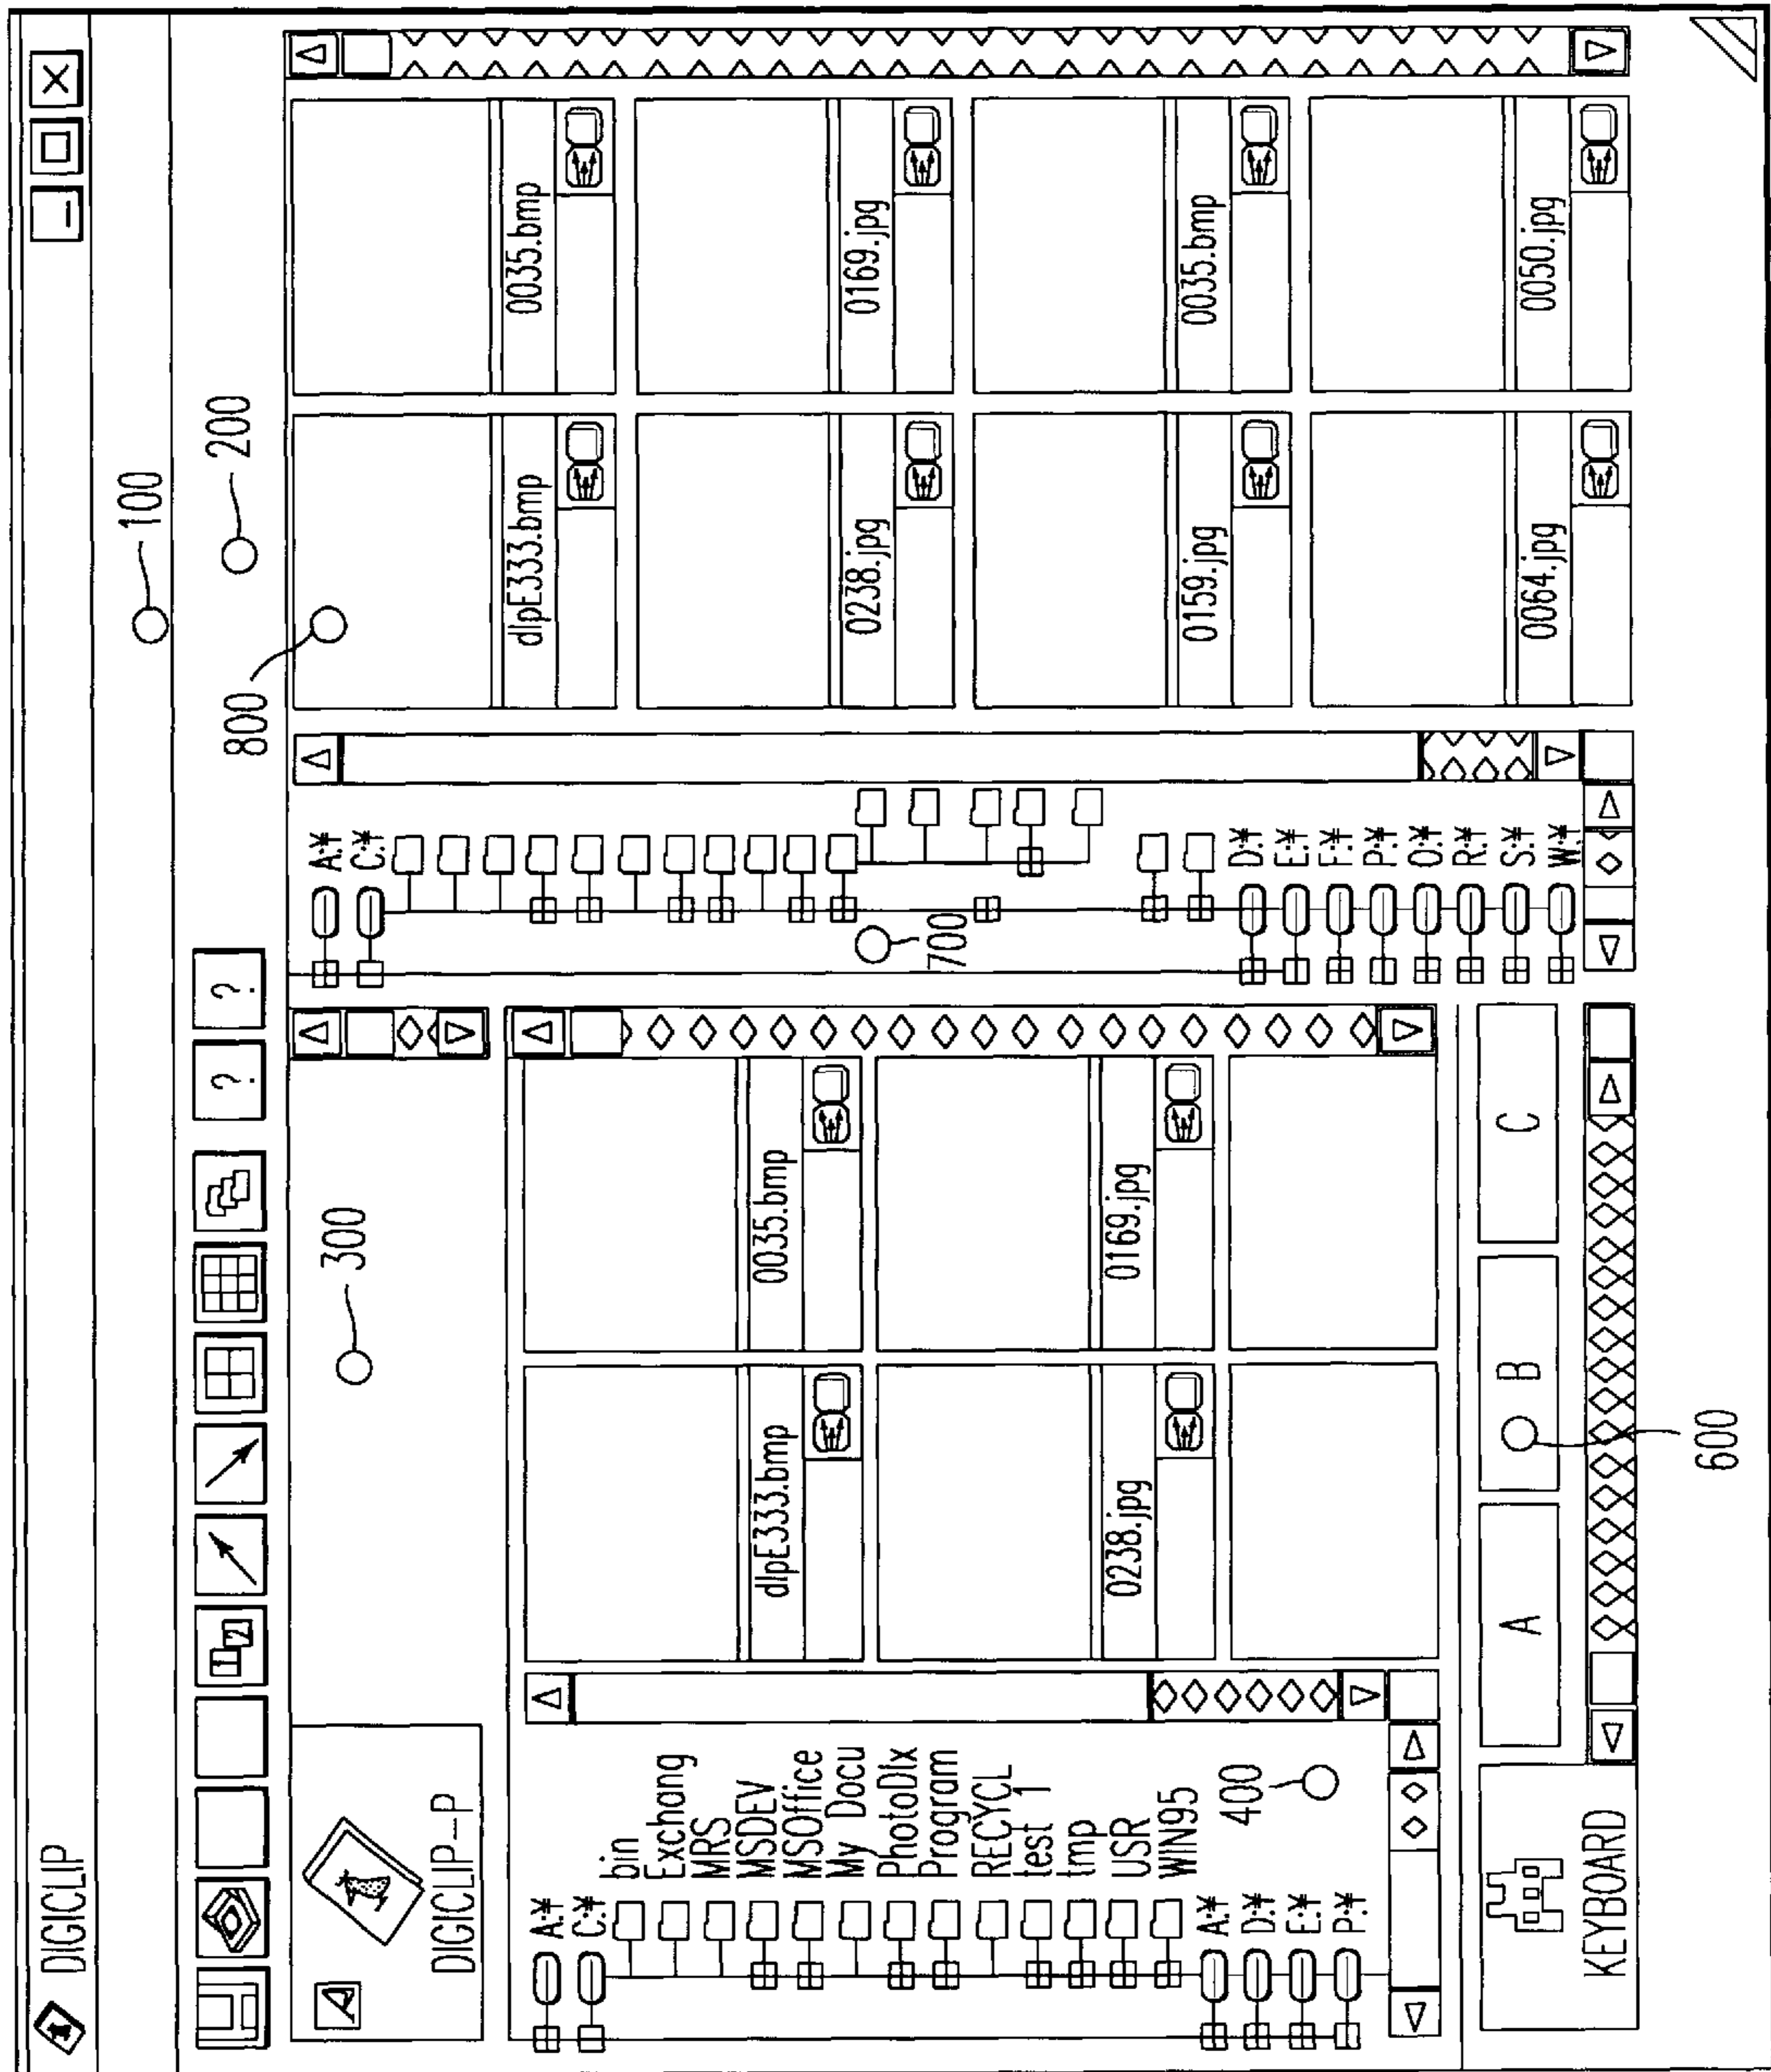 DIGICLIP
100
200
? ?
A
DIGICLIP-P
300
800
A:¥
C:¥
dlpE333.bmp 0035.bmp
0238.jpg 0169.jpg
0159.jpg 0035.bmp
0064.jpg 0050.jpg
700
D:¥
E:¥
F:¥
P:¥
O:¥
R:¥
S:¥
W:¥
A:¥
C:¥
bin
Exchang
MRS
MSDEV
MSOffice
My Docu
PhotoDlx
Program
RECYCL
test 1
tmp
USR
WIN95
A:¥
D:¥
E:¥
P:¥
400
dlpE333.bmp 0035.bmp
0238.jpg 0169.jpg
KEYBOARD
A B C
600